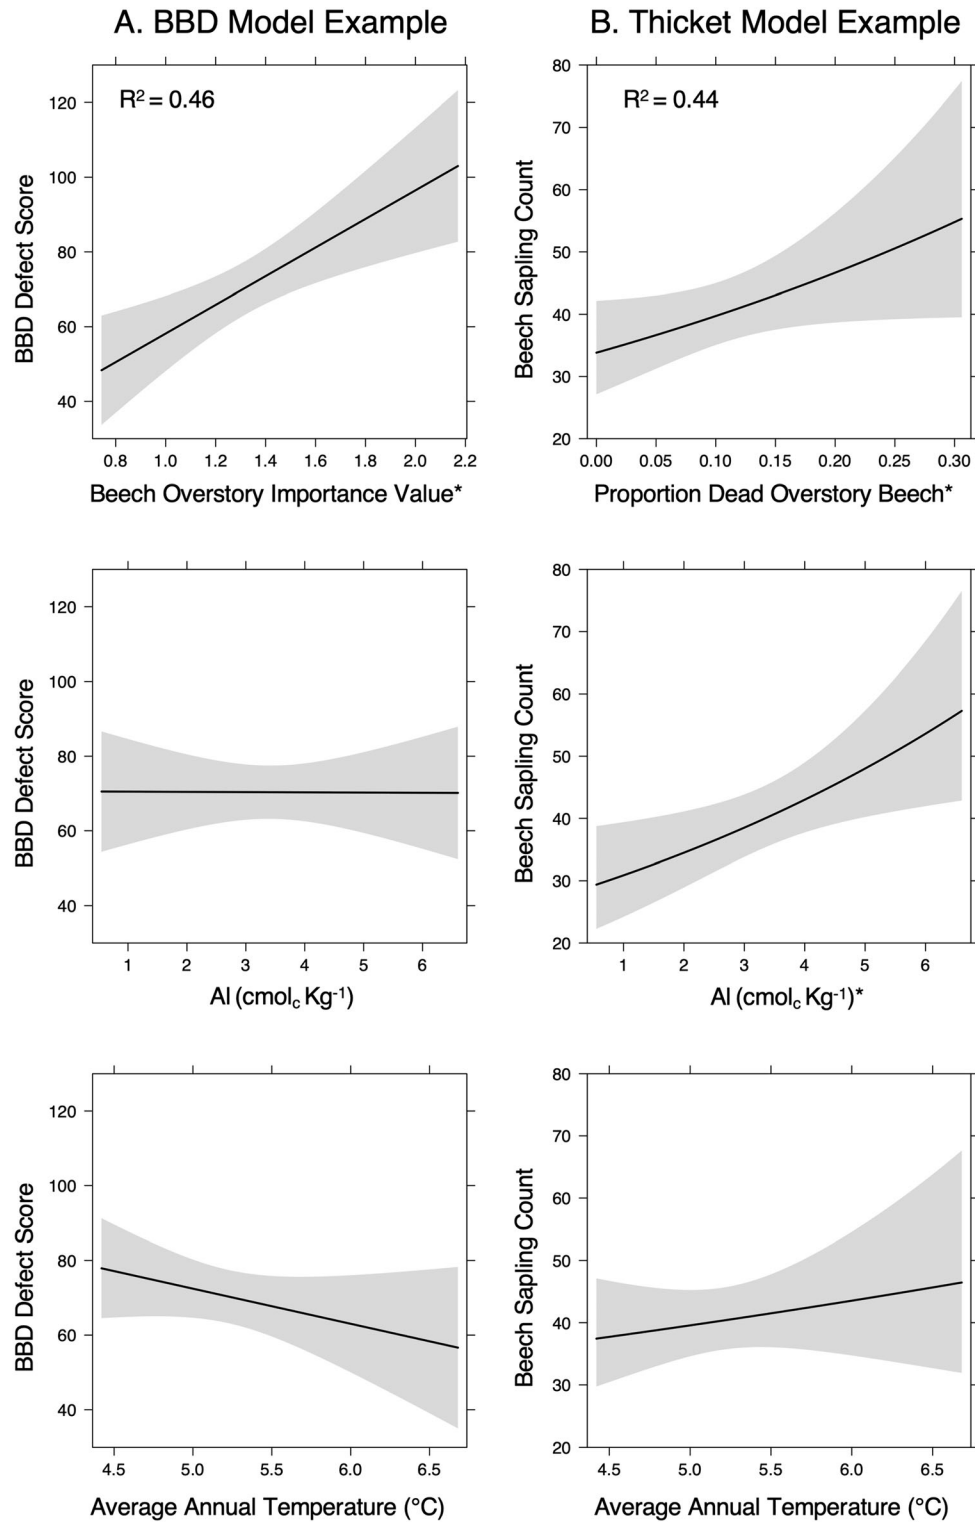 A. BBD Model Example
B. Thicket Model Example
R² = 0.46
120
100
80
60
40
BBD Defect Score
0.8 1.0 1.2 1.4 1.6 1.8 2.0 2.2
Beech Overstory Importance Value*
R² = 0.44
80
70
60
50
40
30
20
Beech Sapling Count
0.00 0.05 0.10 0.15 0.20 0.25 0.30
Proportion Dead Overstory Beech*
120
100
80
60
40
BBD Defect Score
1 2 3 4 5 6
Al (cmolc Kg-1)
80
70
60
50
40
30
20
Beech Sapling Count
1 2 3 4 5 6
Al (cmolc Kg-1)*
120
100
80
60
40
BBD Defect Score
4.5 5.0 5.5 6.0 6.5
Average Annual Temperature (°C)
80
70
60
50
40
30
20
Beech Sapling Count
4.5 5.0 5.5 6.0 6.5
Average Annual Temperature (°C)